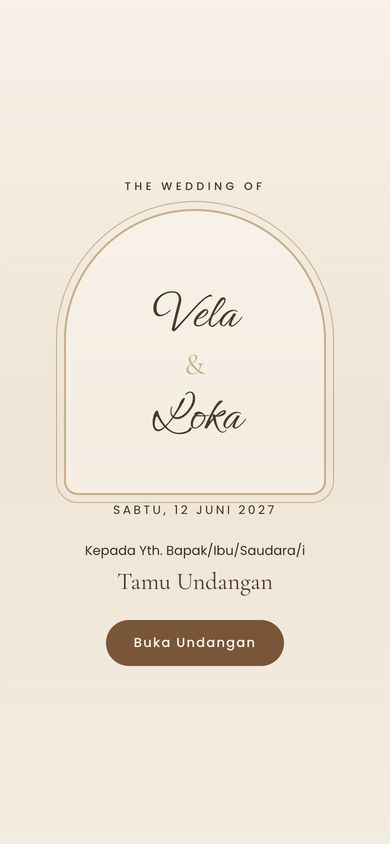 THE WEDDING OF
Vela
&
Loka
SABTU, 12 JUNI 2027
Kepada Yth. Bapak/Ibu/Saudara/i
Tamu Undangan
Buka Undangan